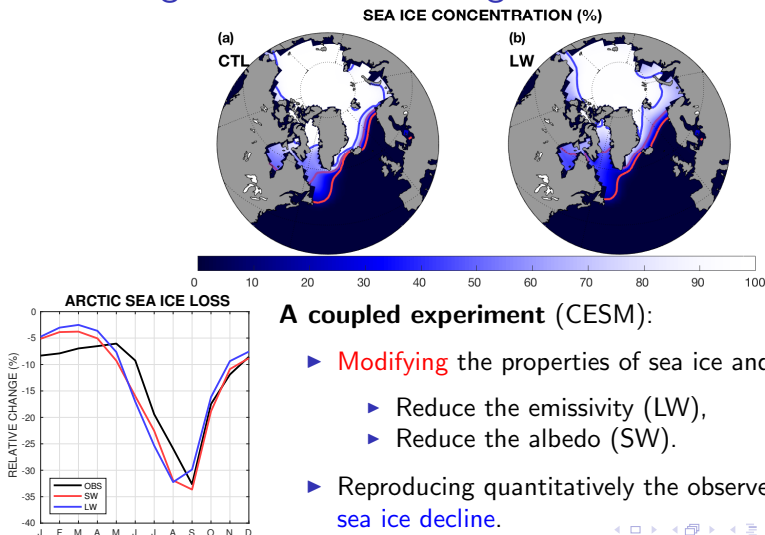 SEA ICE CONCENTRATION (%)
(a)
CTL
(b)
LW
0 10 20 30 40 50 60 70 80 90 100
ARCTIC SEA ICE LOSS
RELATIVE CHANGE (%)
0
-5
-10
-15
-20
-25
-30
-35
-40
OBS
SW
LW
J F M A M J J A S O N D
A coupled experiment (CESM):
Modifying the properties of sea ice and
Reduce the emissivity (LW),
Reduce the albedo (SW).
Reproducing quantitatively the observe
sea ice decline.